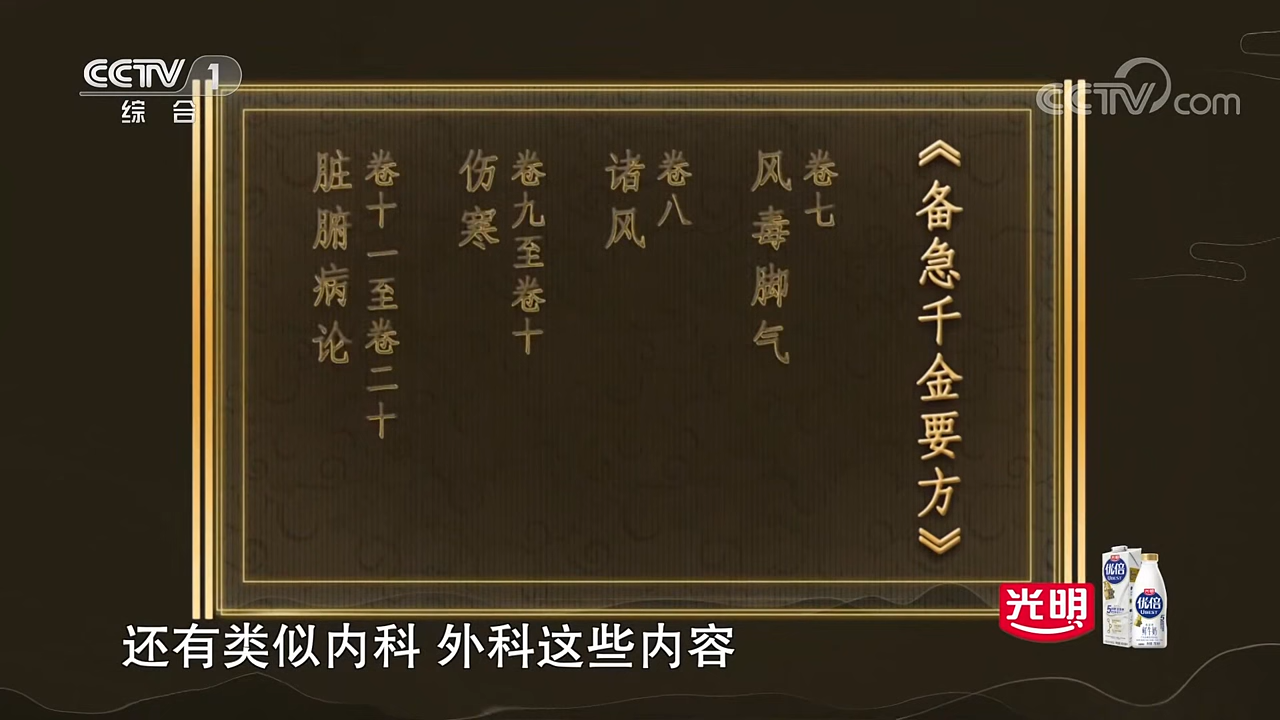 CCTV 1
综合
CCTV.com
《备急千金要方》
卷七
风毒脚气
卷八
诸风
卷九至卷十
伤寒
卷十一至卷二十
脏腑病论
还有类似内科 外科这些内容
光明
优倍
优倍